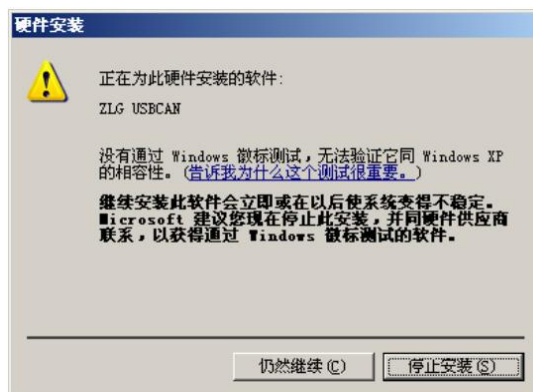 硬件安装
正在为此硬件安装的软件:
ZLG USBCAN
没有通过 Windows 徽标测试，无法验证它同 Windows XP
的相容性。(告诉我为什么这个测试很重要。)
继续安装此软件会立即或在以后使系统变得不稳定。
Microsoft 建议您现在停止此安装，并同硬件供应商
联系，以获得通过 Windows 徽标测试的软件。
仍然继续(C) 停止安装(S)